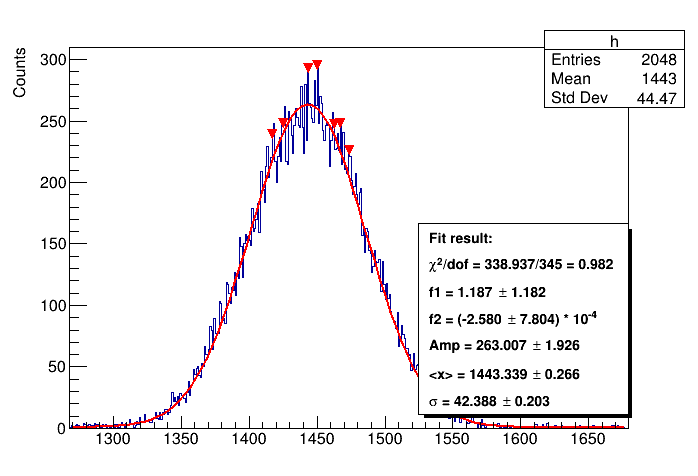 h
Entries 2048
Mean 1443
Std Dev 44.47
Counts
300
250
200
150
100
50
0
1300 1350 1400 1450 1500 1550 1600 1650
Fit result:
χ²/dof = 338.937/345 = 0.982
f1 = 1.187 ± 1.182
f2 = (-2.580 ± 7.804) * 10⁻⁴
Amp = 263.007 ± 1.926
<x> = 1443.339 ± 0.266
σ = 42.388 ± 0.203